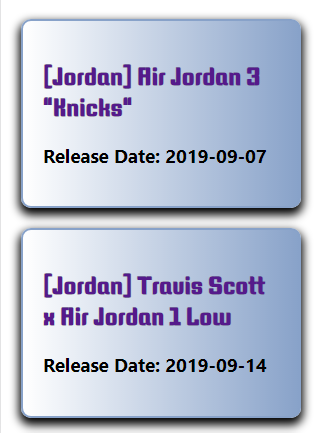 [Jordan] Air Jordan 3
"Knicks"
Release Date: 2019-09-07
[Jordan] Travis Scott
x Air Jordan 1 Low
Release Date: 2019-09-14